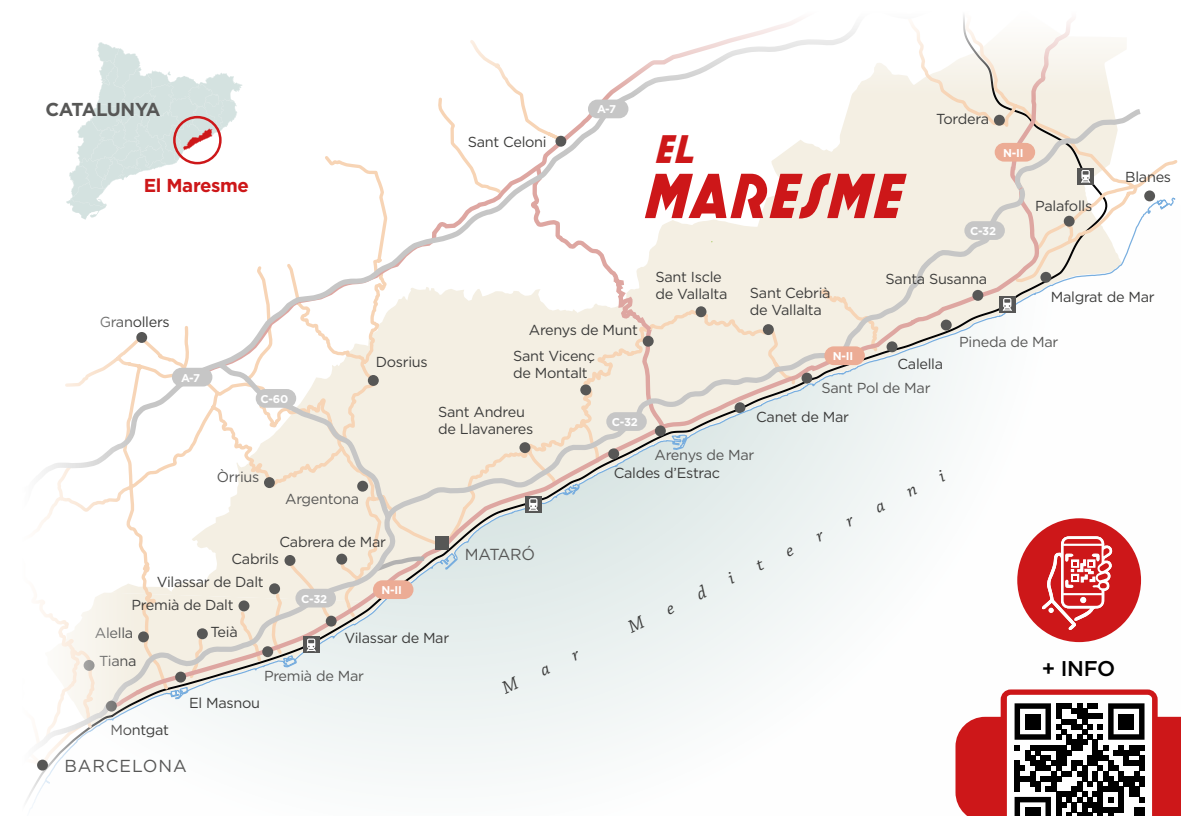 CATALUNYA
El Maresme
EL
MARESME
A-7
Sant Celoni
Tordera
N-II
Blanes
Palafolls
C-32
Santa Susanna
Malgrat de Mar
Sant Iscle
de Vallalta
Sant Cebrià
de Vallalta
Granollers
Arenys de Munt
Pineda de Mar
Sant Vicenç
de Montalt
N-II
Calella
Dosrius
A-7
Sant Pol de Mar
C-60
Canet de Mar
Sant Andreu
de Llavaneres
C-32
Arenys de Mar
Caldes d'Estrac
Òrrius
Argentona
Cabrera de Mar
MATARÓ
Cabrils
Vilassar de Dalt
N-II
C-32
Premià de Dalt
Alella
Teià
Vilassar de Mar
Tiana
Premià de Mar
El Masnou
Montgat
BARCELONA
Mar Mediterrani
+ INFO